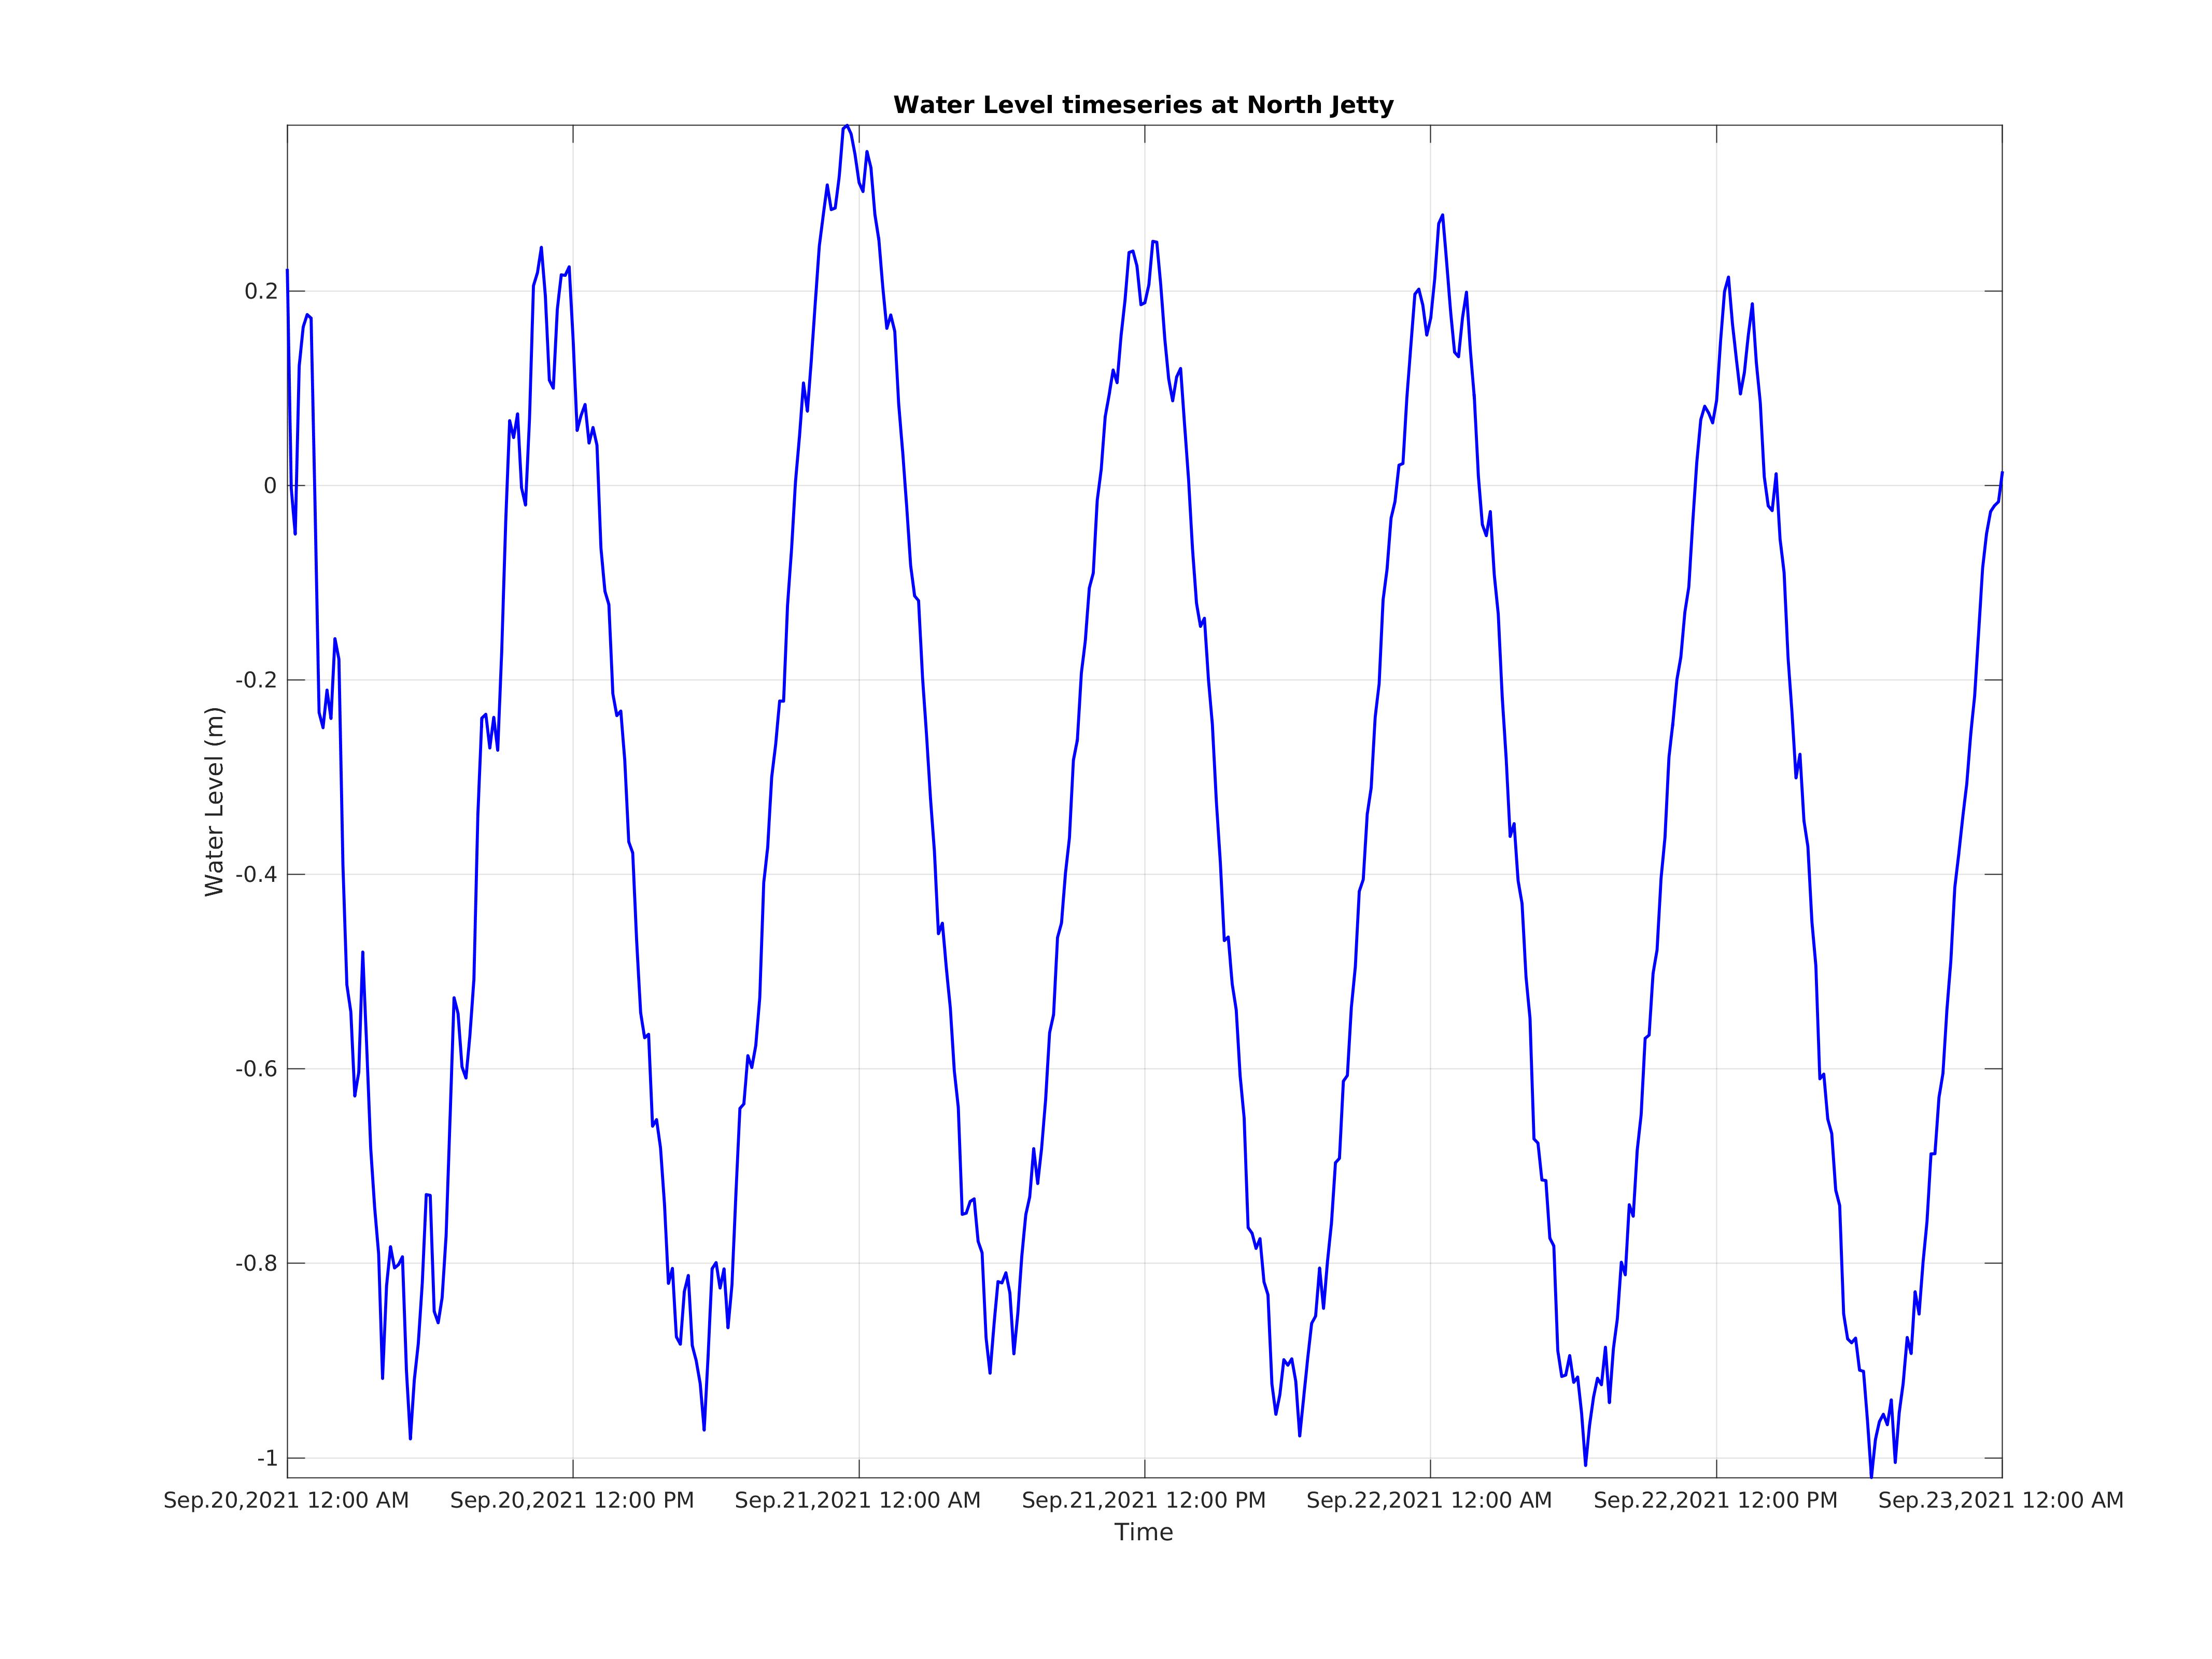 Water Level timeseries at North Jetty
0.2
0
-0.2
-0.4
-0.6
-0.8
-1
Water Level (m)
Sep.20,2021 12:00 AM
Sep.20,2021 12:00 PM
Sep.21,2021 12:00 AM
Sep.21,2021 12:00 PM
Sep.22,2021 12:00 AM
Sep.22,2021 12:00 PM
Sep.23,2021 12:00 AM
Time